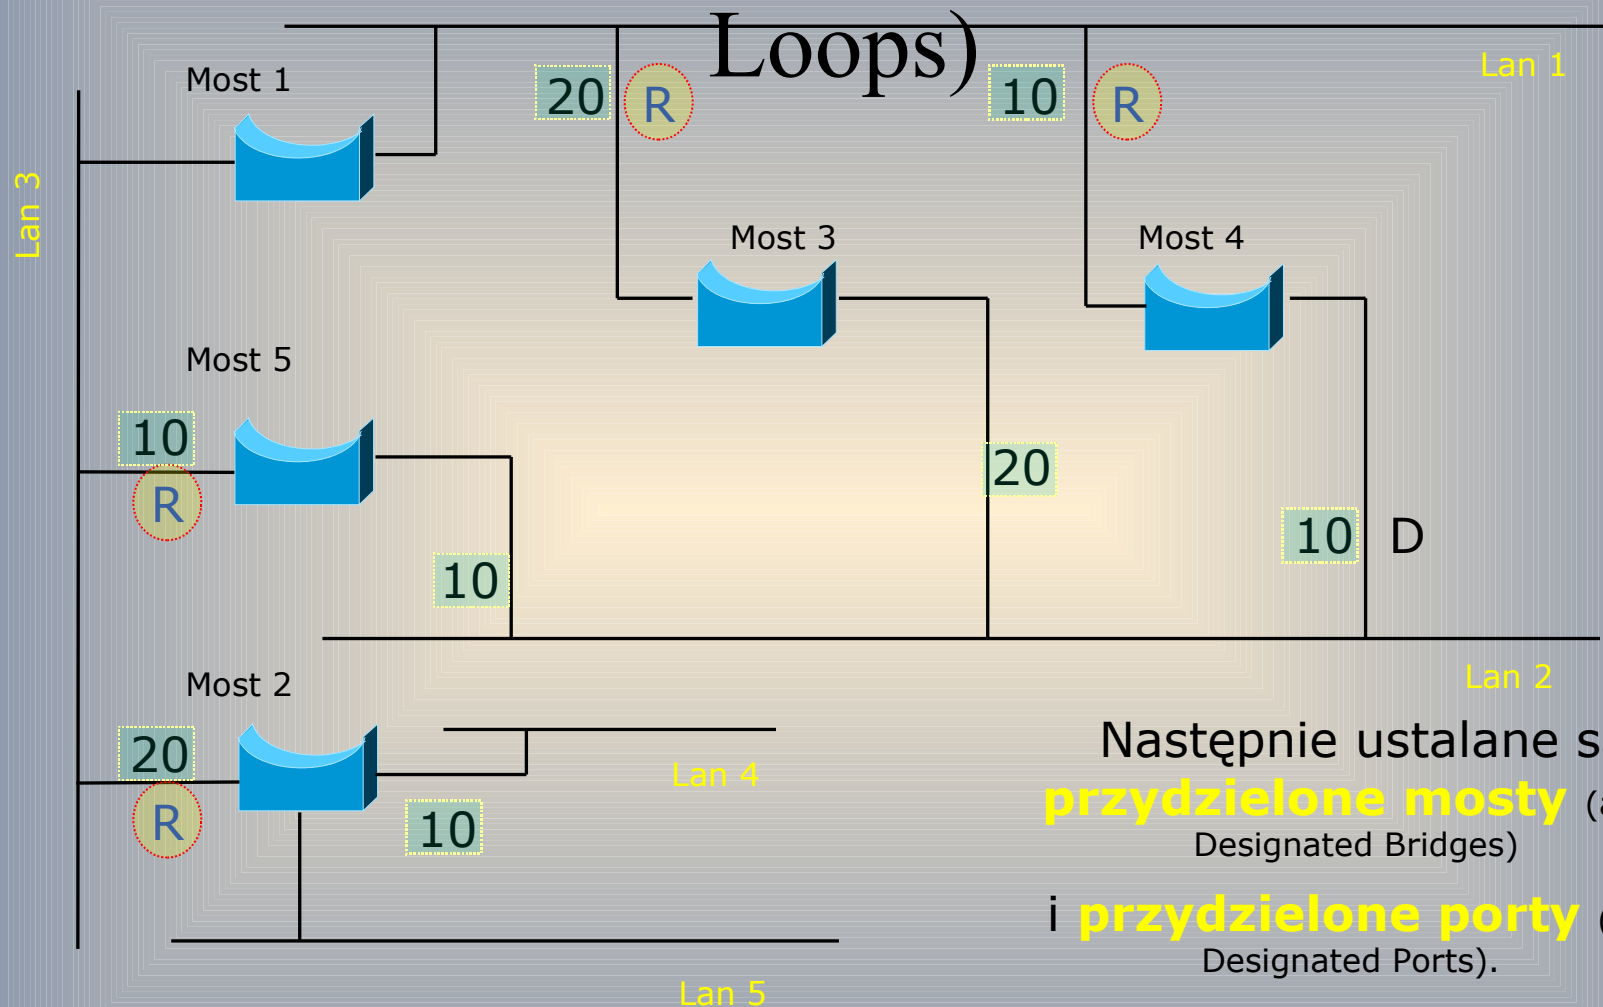 Loops)
Lan 1
Most 1
20
R
10
R
Lan 3
Most 3
Most 4
Most 5
10
R
20
10
D
10
Lan 2
Most 2
20
R
Lan 4
10
Następnie ustalane
przydzielone mosty
Designated Bridges)
i przydzielone porty (
Designated Ports).
Lan 5